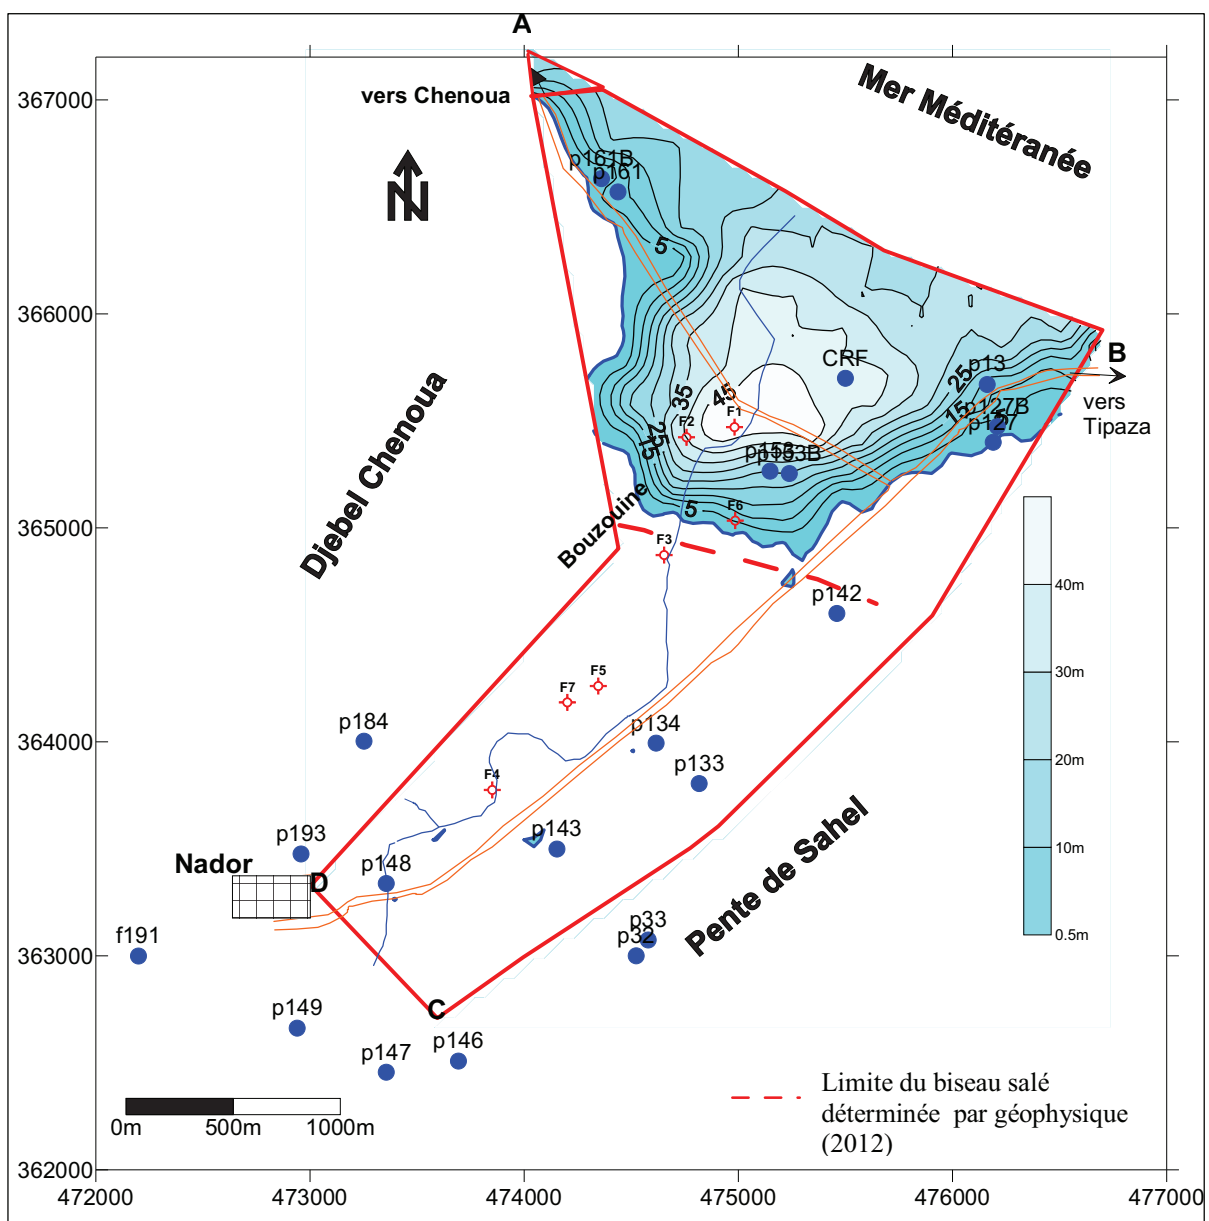 A
367000
vers Chenoua
Mer Méditéranée
N
p161B
p161
5
366000
CRF
B
p13
25
35
45
15
p127B
vers
Tipaza
F1
F2
p127
5
25
15
p153
p153B
Djebel Chenoua
Bouzouine
5
F6
365000
F3
p142
40m
F5
F7
30m
p184
p134
364000
20m
p133
F4
p193
p143
10m
Nador
p148
D
Pente de Sahel
p33
0.5m
f191
p32
363000
C
p149
p146
p147
Limite du biseau salé
déterminée par géophysique
(2012)
0m
500m
1000m
362000
472000
473000
474000
475000
476000
477000